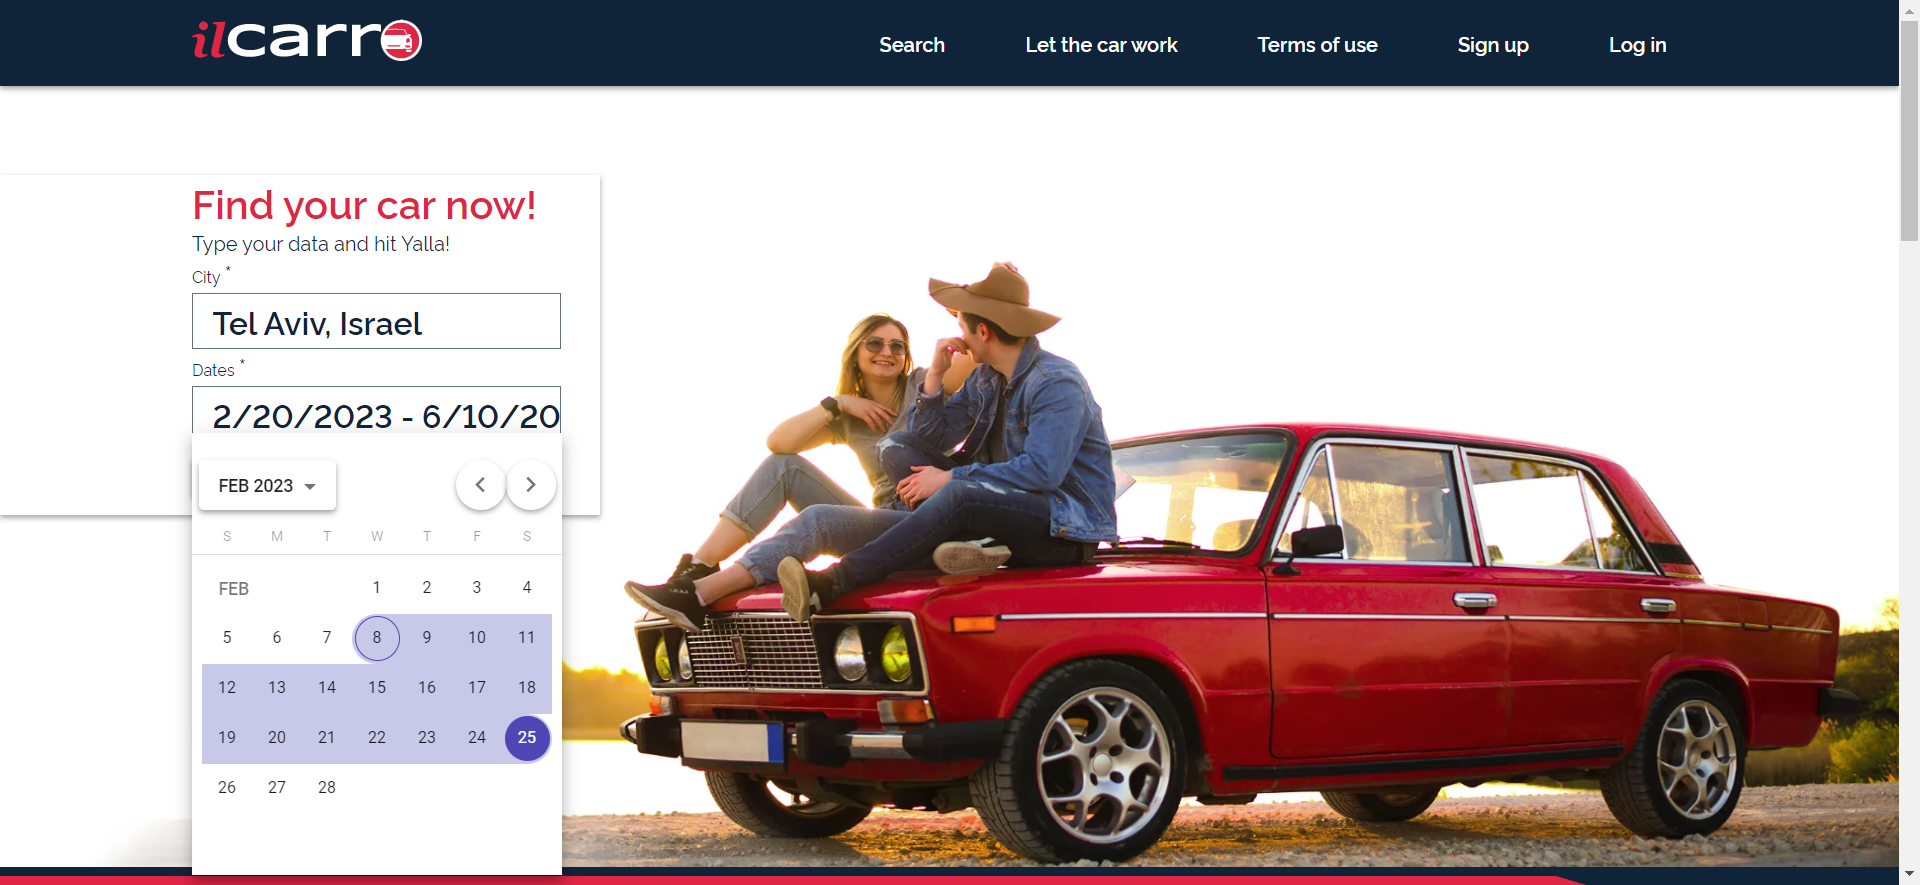 ilcarro
Search
Let the car work
Terms of use
Sign up
Log in
Find your car now!
Type your data and hit Yalla!
City *
Tel Aviv, Israel
Dates *
2/20/2023 - 6/10/20
FEB 2023
S M T W T F S
FEB 1 2 3 4
5 6 7 8 9 10 11
12 13 14 15 16 17 18
19 20 21 22 23 24 25
26 27 28